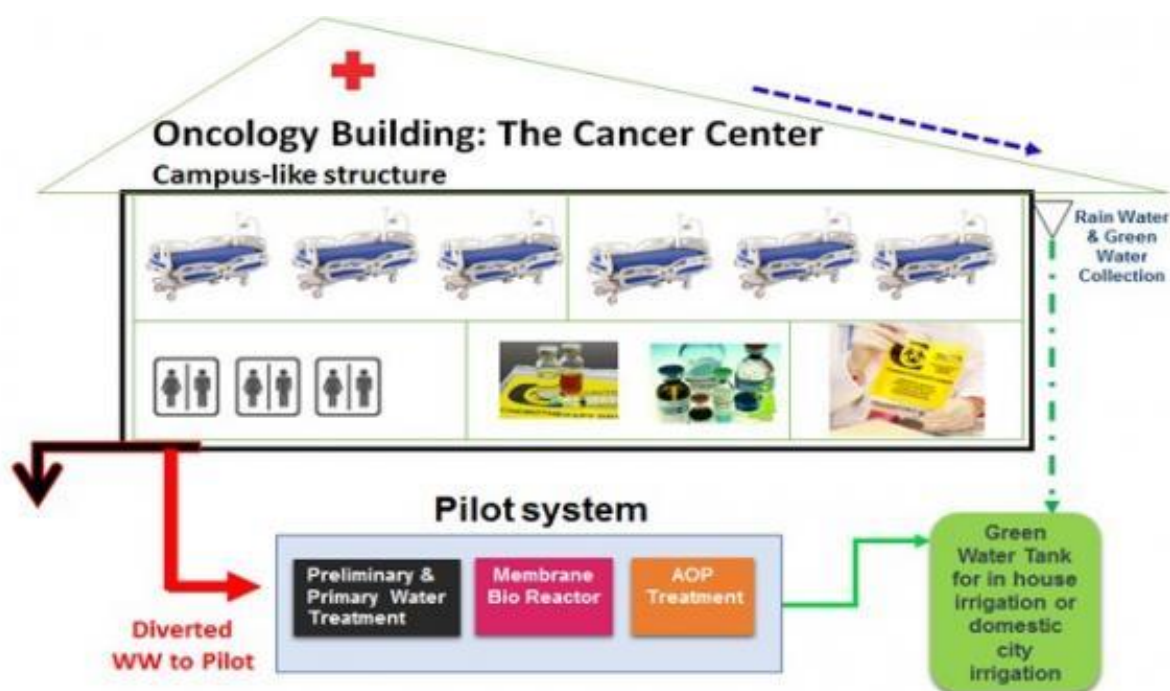 Oncology Building: The Cancer Center
Campus-like structure
Rain Water
& Green
Water
Collection
Pilot system
Preliminary &
Primary Water
Treatment
Membrane
Bio Reactor
AOP
Treatment
Diverted
WW to Pilot
Green
Water Tank
for in house
irrigation or
domestic
city
irrigation